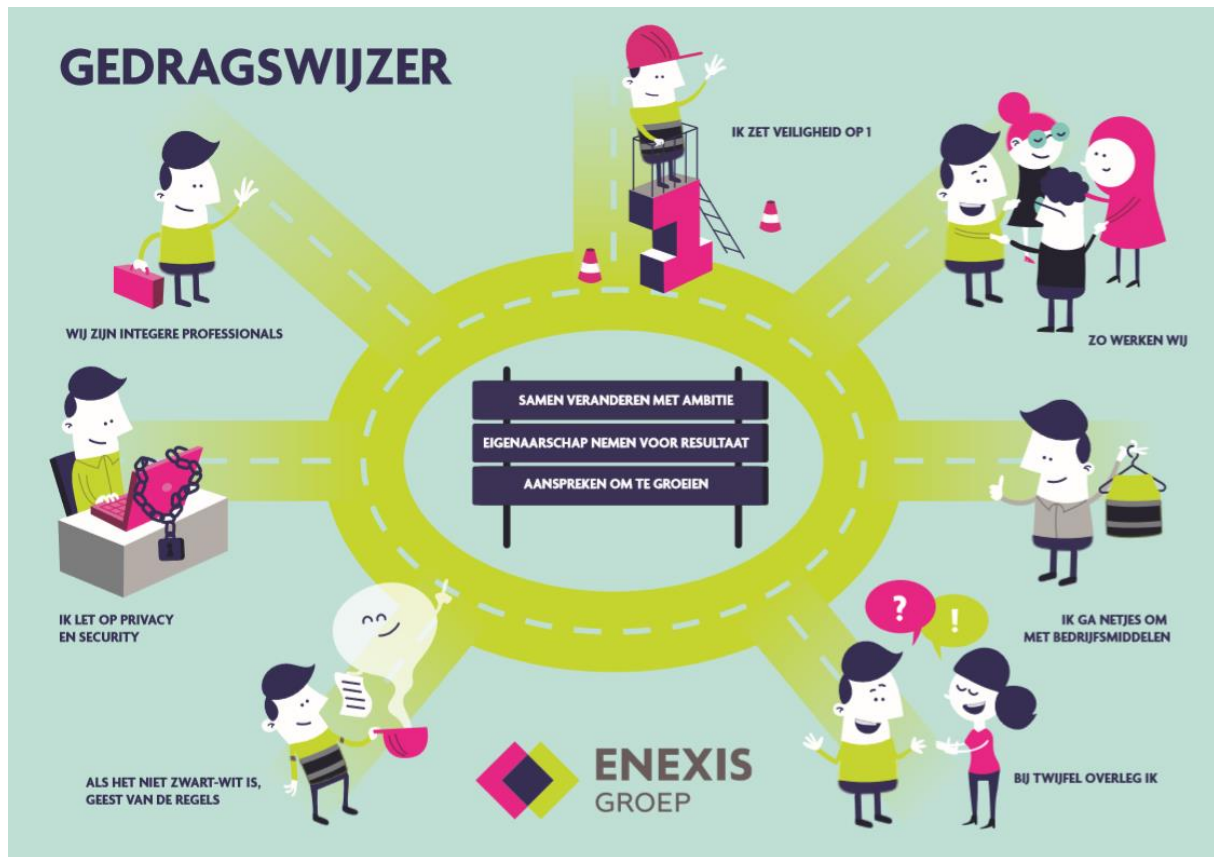 GEDRAGSWIJZER
IK ZET VEILIGHEID OP 1
1
WIJ ZIJN INTEGERE PROFESSIONALS
ZO WERKEN WIJ
SAMEN VERANDEREN MET AMBITIE
EIGENAARSCHAP NEMEN VOOR RESULTAAT
AANSPREKEN OM TE GROEIEN
IK LET OP PRIVACY
EN SECURITY
IK GA NETJES OM
MET BEDRIJFSMIDDELEN
? !
ALS HET NIET ZWART-WIT IS,
GEEST VAN DE REGELS
ENEXIS
GROEP
BIJ TWIJFEL OVERLEG IK